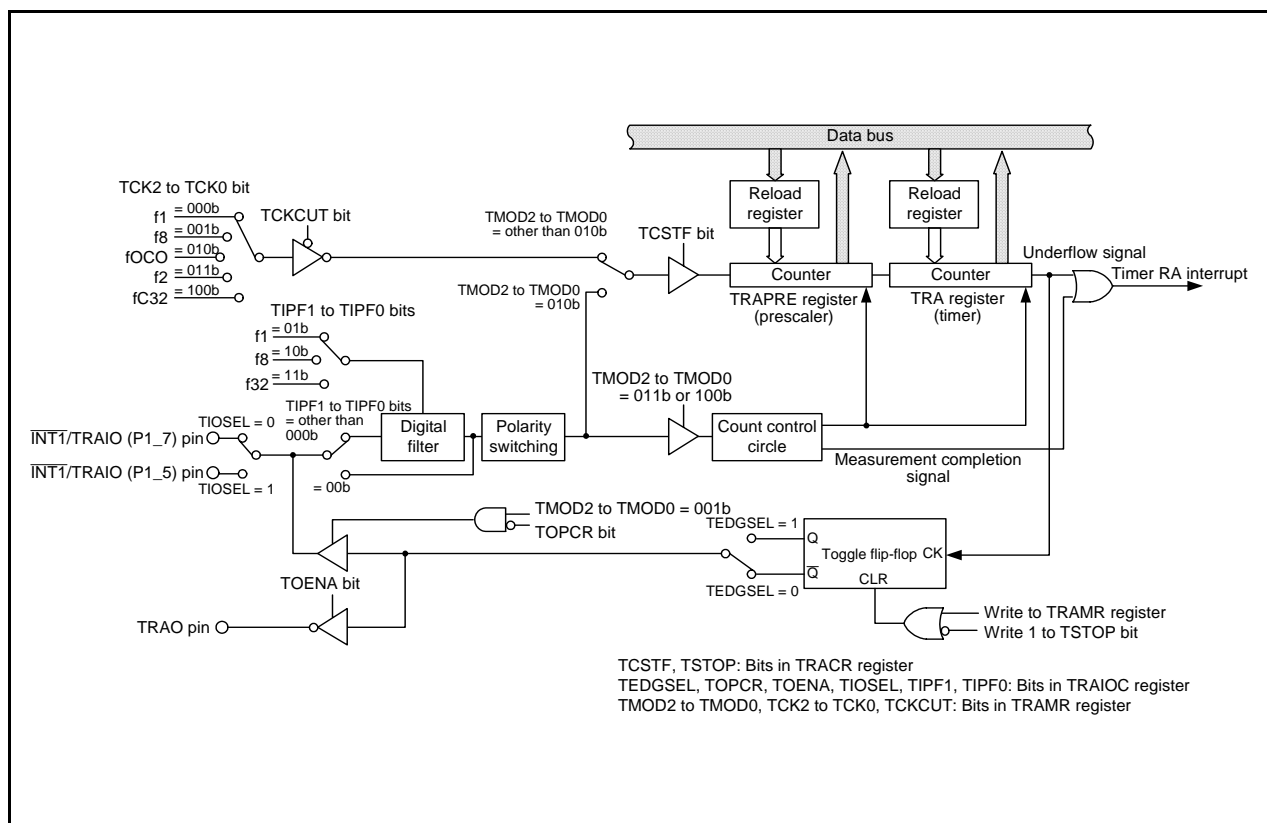 Data bus
TCK2 to TCK0 bit
f1
= 000b
f8
= 001b
fOCO
= 010b
f2
= 011b
fC32
= 100b
TCKCUT bit
TMOD2 to TMOD0
= other than 010b
TCSTF bit
Reload
register
Reload
register
Counter
Counter
TRAPRE register
(prescaler)
TRA register
(timer)
Underflow signal
Timer RA interrupt
TMOD2 to TMOD0
= 010b
TIPF1 to TIPF0 bits
f1
= 01b
f8
= 10b
f32
= 11b
TMOD2 to TMOD0
= 011b or 100b
TIPF1 to TIPF0 bits
= other than
000b
TIOSEL = 0
INT1/TRAIO (P1_7) pin
INT1/TRAIO (P1_5) pin
TIOSEL = 1
= 00b
Digital
filter
Polarity
switching
Count control
circle
Measurement completion
signal
TMOD2 to TMOD0 = 001b
TOPCR bit
TOENA bit
TRAO pin
TEDGSEL = 1
TEDGSEL = 0
Q
Toggle flip-flop
CK
Q
CLR
Write to TRAMR register
Write 1 to TSTOP bit
TCSTF, TSTOP: Bits in TRACR register
TEDGSEL, TOPCR, TOENA, TIOSEL, TIPF1, TIPF0: Bits in TRAIOC register
TMOD2 to TMOD0, TCK2 to TCK0, TCKCUT: Bits in TRAMR register